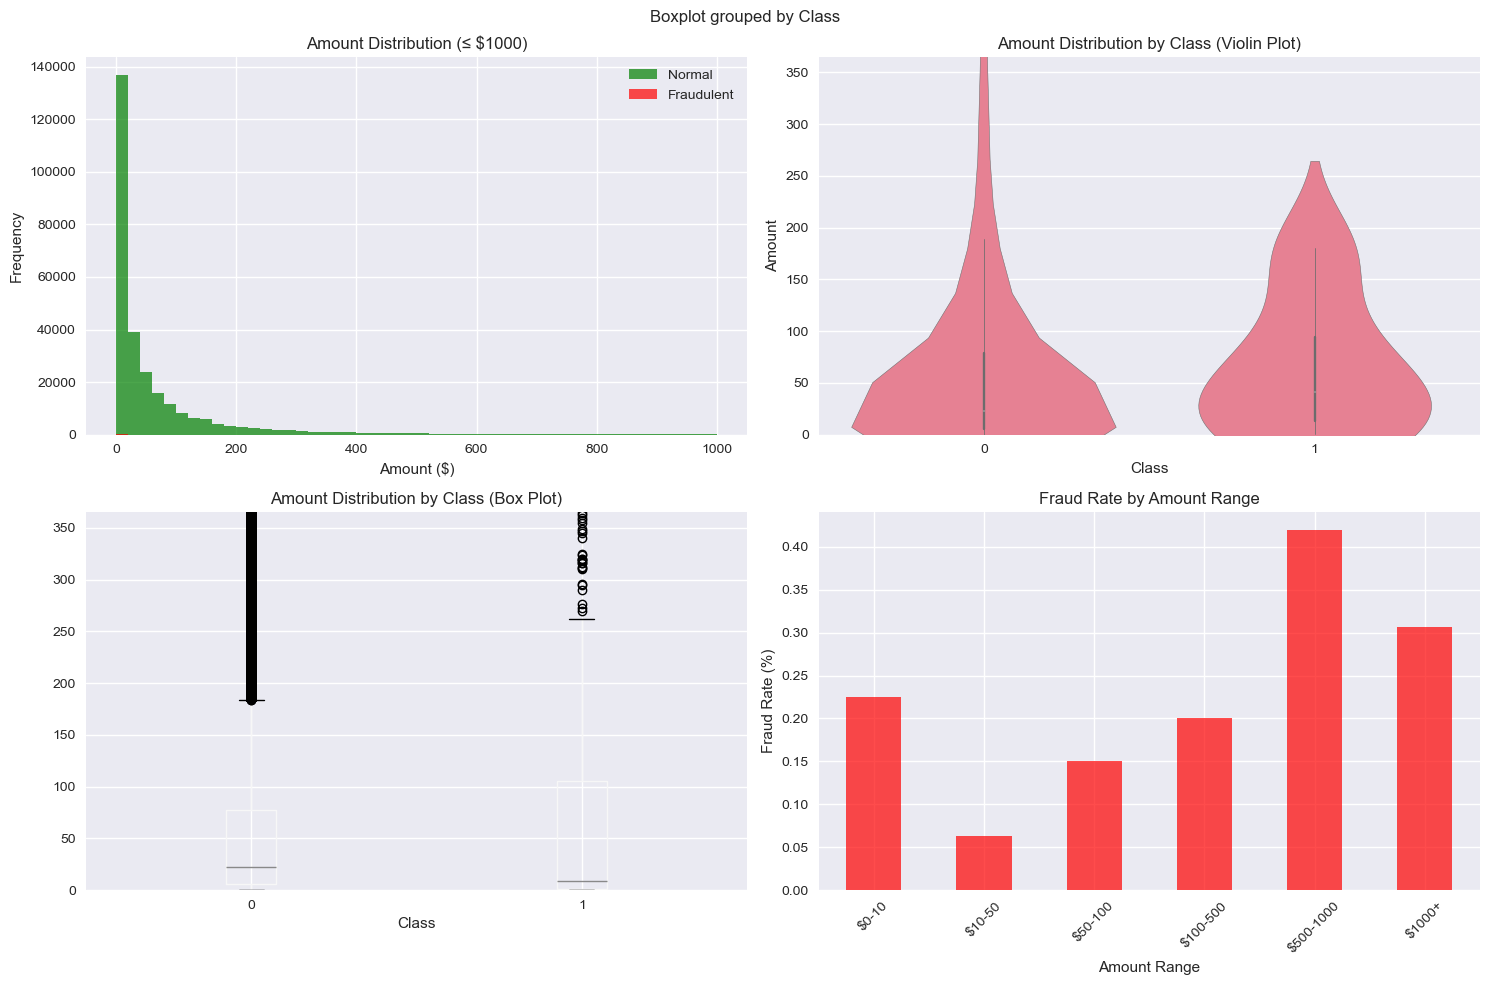 Boxplot grouped by Class
Amount Distribution (≤ $1000)
140000
120000
100000
80000
60000
40000
20000
0
Frequency
Normal
Fraudulent
0 200 400 600 800 1000
Amount ($)
Amount Distribution by Class (Violin Plot)
350
300
250
200
150
100
50
0
Amount
0 1
Class
Amount Distribution by Class (Box Plot)
350
300
250
200
150
100
50
0
0 1
Class
Fraud Rate by Amount Range
0.40
0.35
0.30
0.25
0.20
0.15
0.10
0.05
0.00
Fraud Rate (%)
$0-10 $10-50 $50-100 $100-500 $500-1000 $1000+
Amount Range